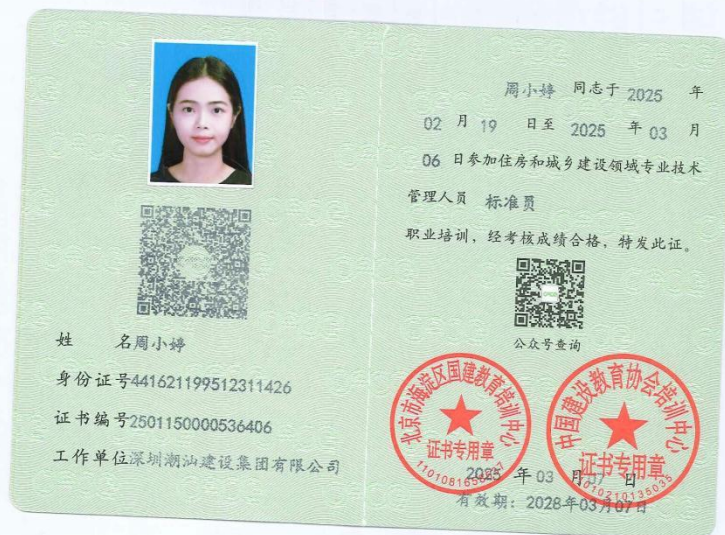 姓 名周小婷
身份证号441621199512311426
证书编号2501150000536406
工作单位深圳潮汕建设集团有限公司
周小婷 同志于 2025 年
02 月 19 日至 2025 年 03 月
06 日参加住房和城乡建设领域专业技术
管理人员 标准员
职业培训,经考核成绩合格,特发此证。
公众号查询
北京市海淀区国建教育培训中心
证书专用章
中国建设教育协会培训中心
证书专用章
2025 年 03 月 07 日
有效期:2028年03月07日